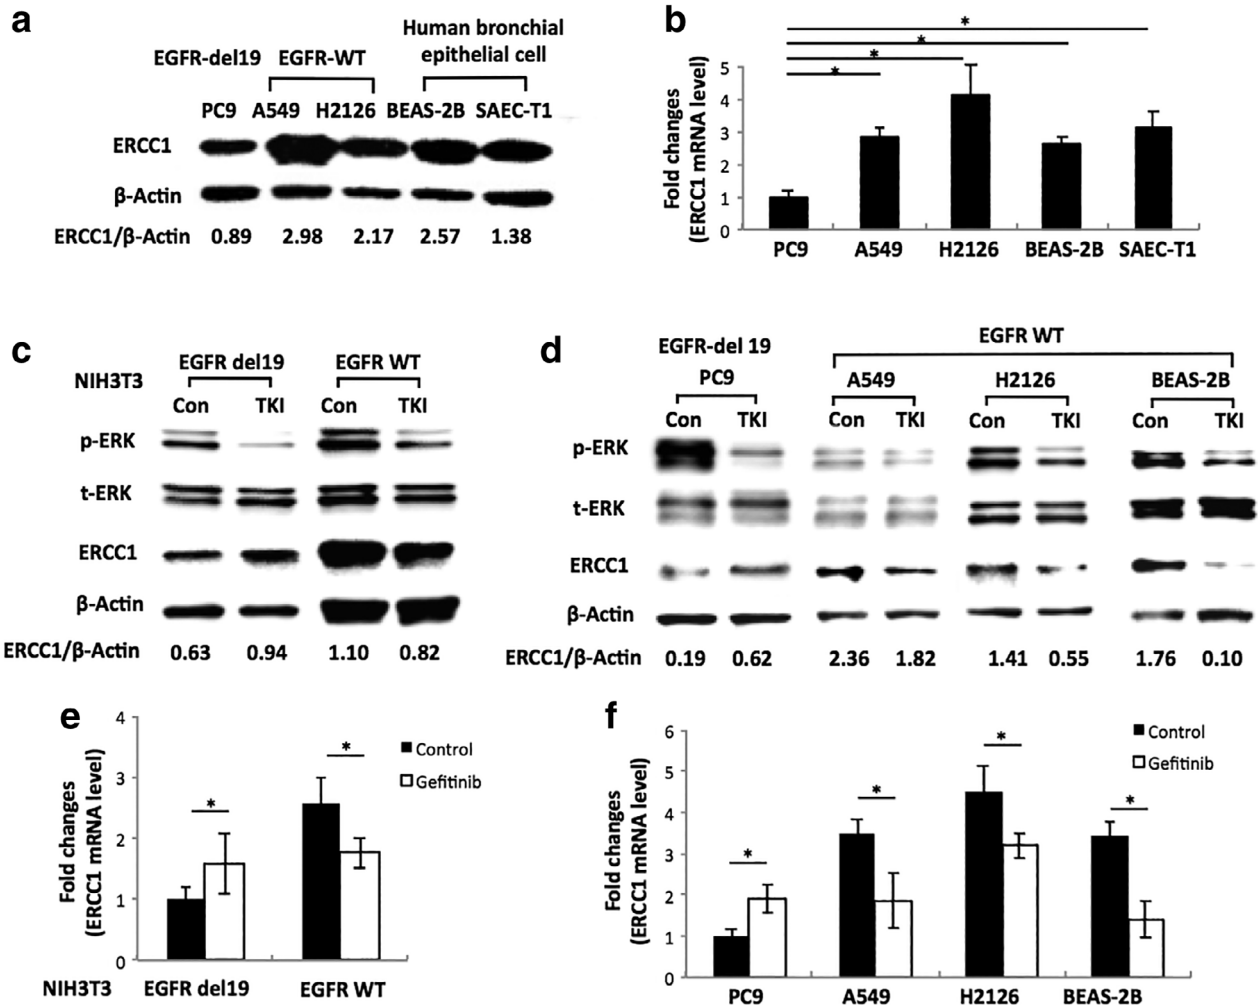 a
Human bronchial
epithelial cell
EGFR-del19 EGFR-WT
PC9 A549 H2126 BEAS-2B SAEC-T1
ERCC1
β-Actin
ERCC1/β-Actin 0.89 2.98 2.17 2.57 1.38
b
*
*
*
*
Fold changes
(ERCC1 mRNA level)
5
4
3
2
1
0
PC9 A549 H2126 BEAS-2B SAEC-T1
c
EGFR del19 EGFR WT
NIH3T3
Con TKI Con TKI
p-ERK
t-ERK
ERCC1
β-Actin
ERCC1/β-Actin 0.63 0.94 1.10 0.82
d
EGFR WT
EGFR-del 19
PC9 A549 H2126 BEAS-2B
Con TKI Con TKI Con TKI Con TKI
p-ERK
t-ERK
ERCC1
β-Actin
ERCC1/β-Actin 0.19 0.62 2.36 1.82 1.41 0.55 1.76 0.10
e
Fold changes
(ERCC1 mRNA level)
4
3
2
1
0
*
*
Control
Gefitinib
NIH3T3 EGFR del19 EGFR WT
f
Fold changes
(ERCC1 mRNA level)
6
5
4
3
2
1
0
*
*
*
*
Control
Gefitinib
PC9 A549 H2126 BEAS-2B